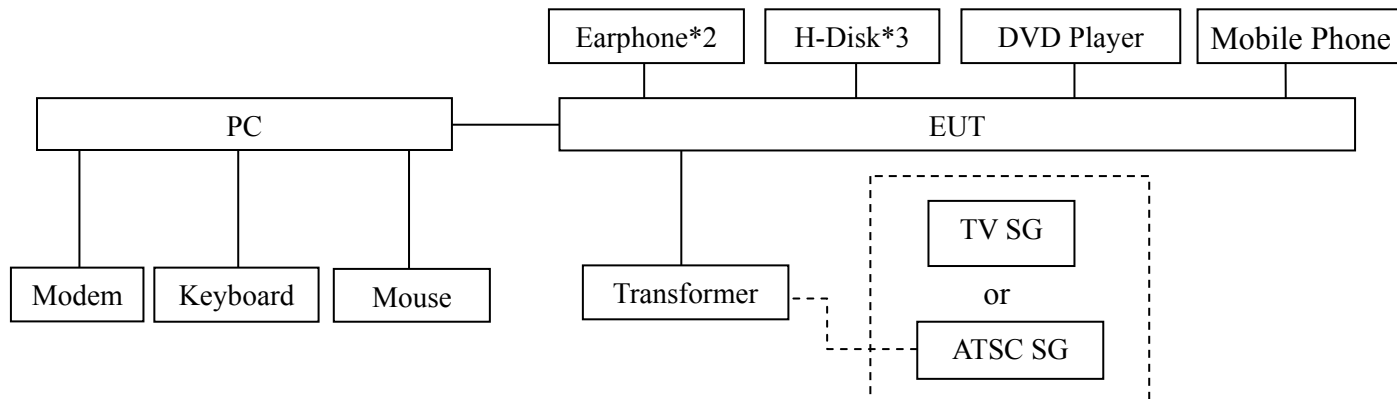 Earphone*2
H-Disk*3
DVD Player
Mobile Phone
PC
EUT
TV SG
Modem
Keyboard
Mouse
Transformer
or
ATSC SG